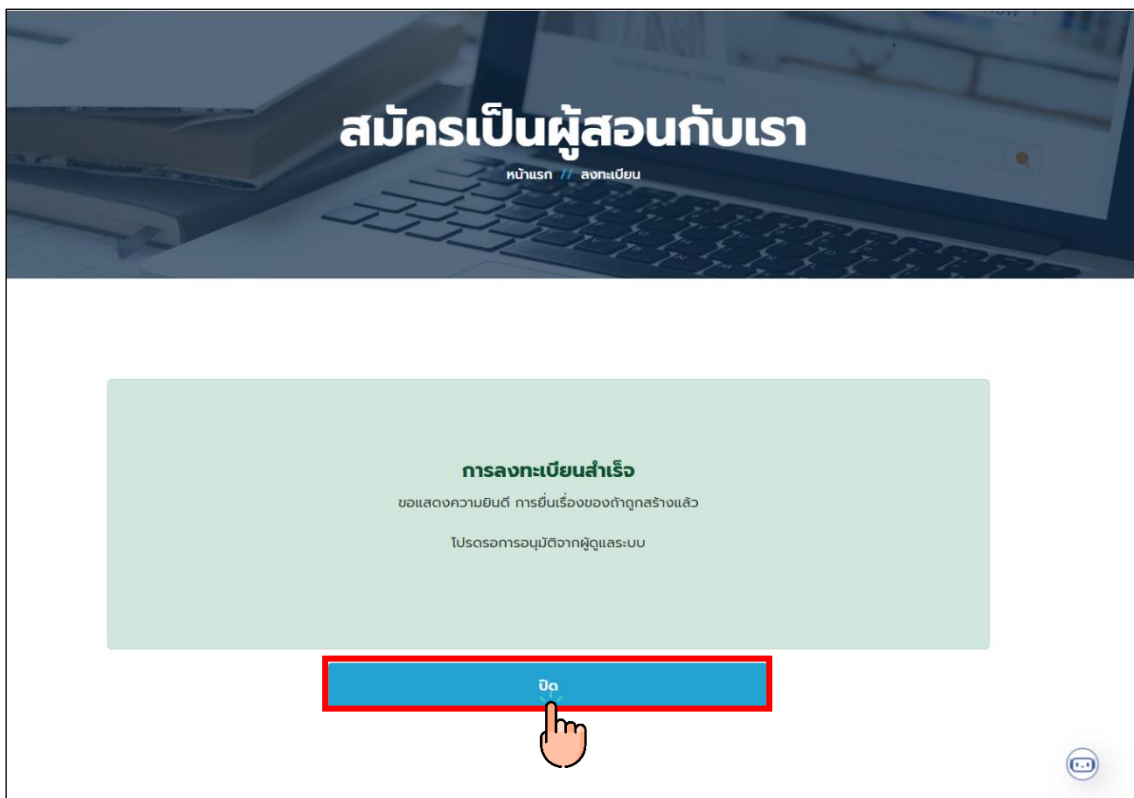 สมัครเป็นผู้สอนกับเรา
หน้าแรก // ลงทะเบียน
การลงทะเบียนสำเร็จ
ขอแสดงความยินดี การยื่นเรื่องของถ้าถูกสร้างแล้ว
โปรดรอการอนุมัติจากผู้ดูแลระบบ
ปิด